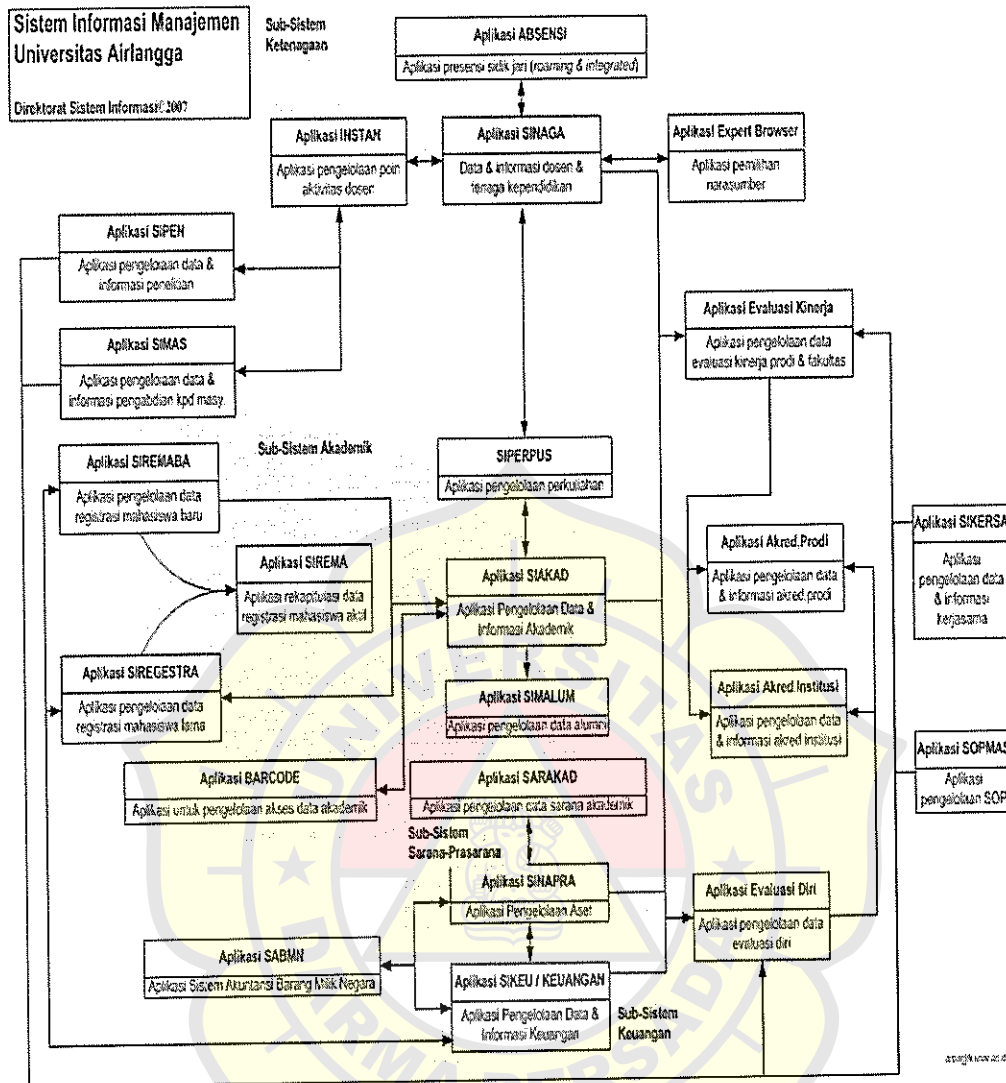 Sistem Informasi Manajemen
Universitas Airlangga
Direktorat Sistem Informasi©2007
Sub-Sistem
Ketenagaan
Aplikasi ABSENSI
Aplikasi presensi sidik jari (roaming & integrated)
Aplikasi INSTAN
Aplikasi pengelolaan poin
aktivitas dosen
Aplikasi SINAGA
Data & informasi dosen &
tenaga kependidikan
Aplikasi Expert Browser
Aplikasi pemilihan
narasumber
Aplikasi SIPEN
Aplikasi pengelolaan data &
informasi penelitian
Aplikasi SIMAS
Aplikasi pengelolaan data &
informasi pengabdian kpd masy.
Aplikasi Evaluasi Kinerja
Aplikasi pengelolaan data
evaluasi kinerja prodi & fakultas
Sub-Sistem Akademik
Aplikasi SIREMABA
Aplikasi pengelolaan data
registrasi mahasiswa baru
SIPERPUS
Aplikasi pengelolaan perkuliahan
Aplikasi SIREMA
Aplikasi rekapitulasi data
registrasi mahasiswa aktif
Aplikasi SIAKAD
Aplikasi Pengelolaan Data &
Informasi Akademik
Aplikasi Akred.Prodi
Aplikasi pengelolaan data
& informasi akred.prodi
Aplikasi SIKERSA
Aplikasi
pengelolaan data
& informasi
kerjasama
Aplikasi SIREGESTRA
Aplikasi pengelolaan data
registrasi mahasiswa lama
Aplikasi SIMALUM
Aplikasi pengelolaan data alumni
Aplikasi Akred.Institusi
Aplikasi pengelolaan data
& informasi akred institusi
Aplikasi SOPMAS
Aplikasi
pengelolaan SOP
Aplikasi BARCODE
Aplikasi untuk pengelolaan akses data akademik
Aplikasi SARAKAD
Aplikasi pengelolaan data sarana akademik
Sub-Sistem
Sarana-Prasarana
Aplikasi SINAPRA
Aplikasi Pengelolaan Aset
Aplikasi Evaluasi Diri
Aplikasi pengelolaan data
evaluasi diri
Aplikasi SABMN
Aplikasi Sistem Akuntansi Barang Milik Negara
Aplikasi SIKEU / KEUANGAN
Aplikasi Pengelolaan Data &
Informasi Keuangan
Sub-Sistem
Keuangan
UNIVERSITAS
DARMA PERSADA